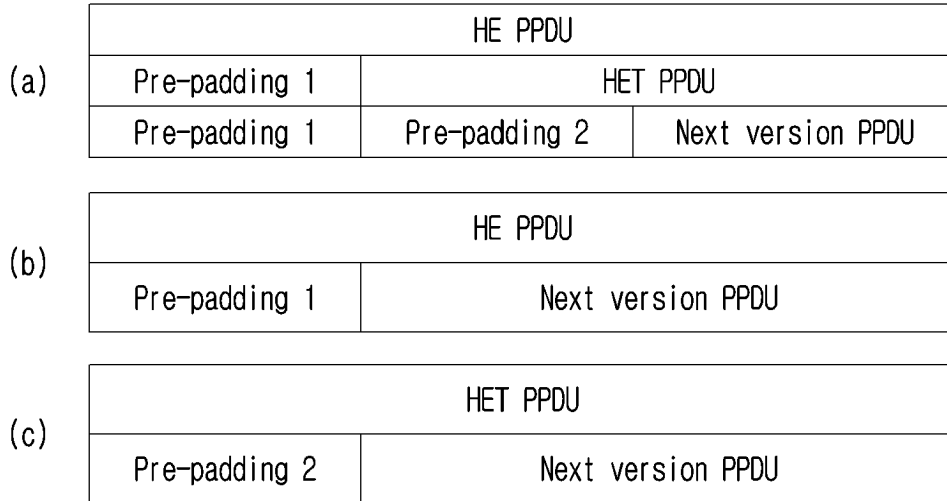 HE PPDU
(a) Pre-padding 1 HET PPDU
Pre-padding 1 Pre-padding 2 Next version PPDU
HE PPDU
(b)
Pre-padding 1 Next version PPDU
HET PPDU
(c)
Pre-padding 2 Next version PPDU